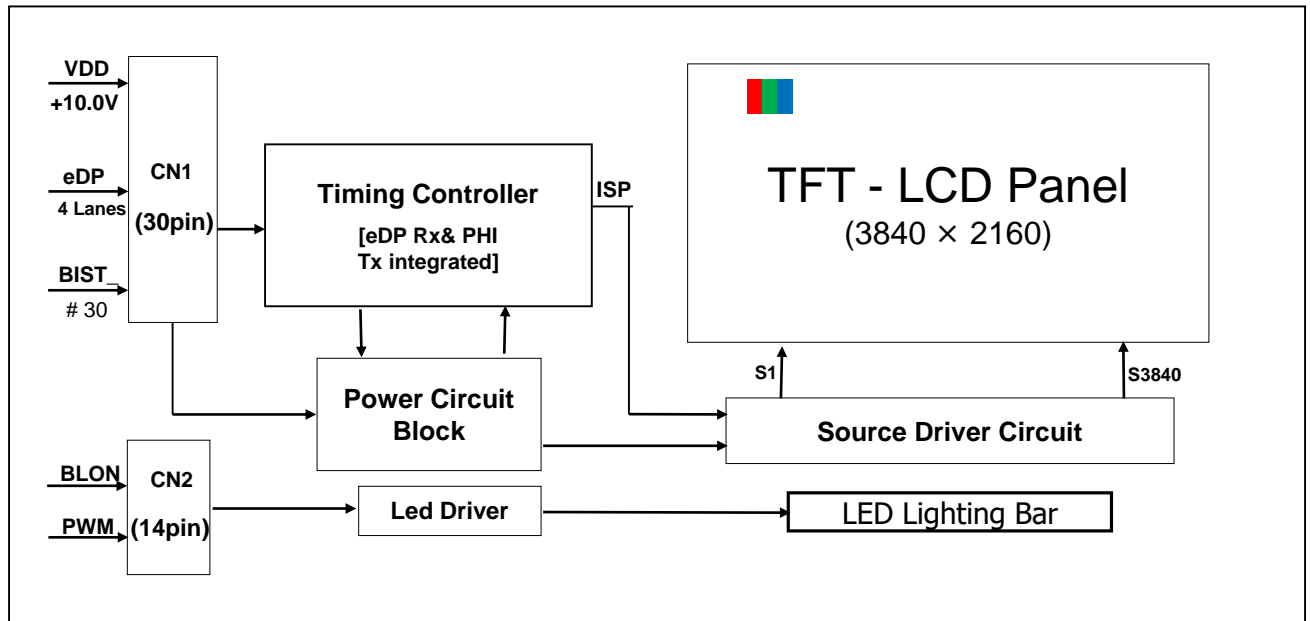 VDD
+10.0V
eDP
4 Lanes
BIST_
# 30
CN1
(30pin)
Timing Controller
[eDP Rx& PHI
Tx integrated]
ISP
TFT - LCD Panel
(3840 × 2160)
S1
S3840
Power Circuit
Block
Source Driver Circuit
BLON
PWM
CN2
(14pin)
Led Driver
LED Lighting Bar